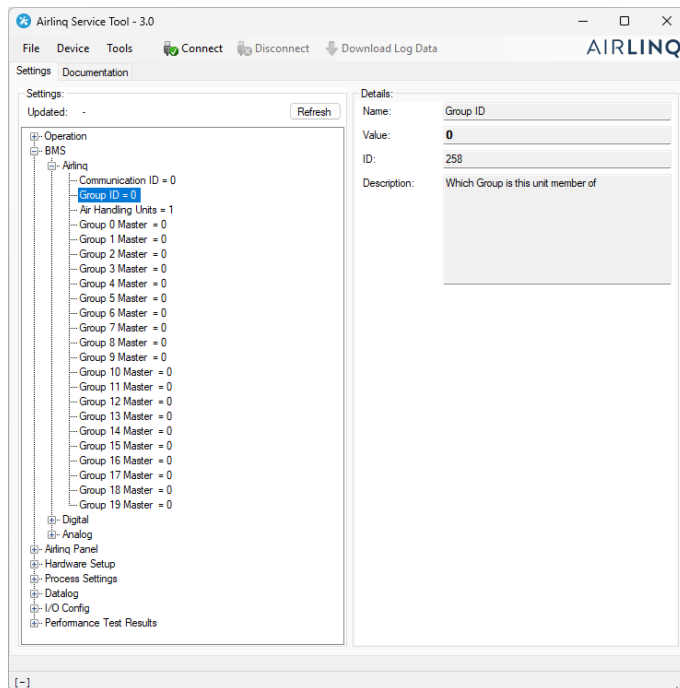 Airlinq Service Tool - 3.0
File Device Tools Connect Disconnect Download Log Data AIRLINQ
Settings Documentation
Settings:
Updated: - Refresh
Operation
BMS
Airlinq
Communication ID = 0
Group ID = 0
Air Handling Units = 1
Group 0 Master = 0
Group 1 Master = 0
Group 2 Master = 0
Group 3 Master = 0
Group 4 Master = 0
Group 5 Master = 0
Group 6 Master = 0
Group 7 Master = 0
Group 8 Master = 0
Group 9 Master = 0
Group 10 Master = 0
Group 11 Master = 0
Group 12 Master = 0
Group 13 Master = 0
Group 14 Master = 0
Group 15 Master = 0
Group 16 Master = 0
Group 17 Master = 0
Group 18 Master = 0
Group 19 Master = 0
Digital
Analog
Airlinq Panel
Hardware Setup
Process Settings
Datalog
I/O Config
Performance Test Results
Details:
Name: Group ID
Value: 0
ID: 258
Description: Which Group is this unit member of
[-]